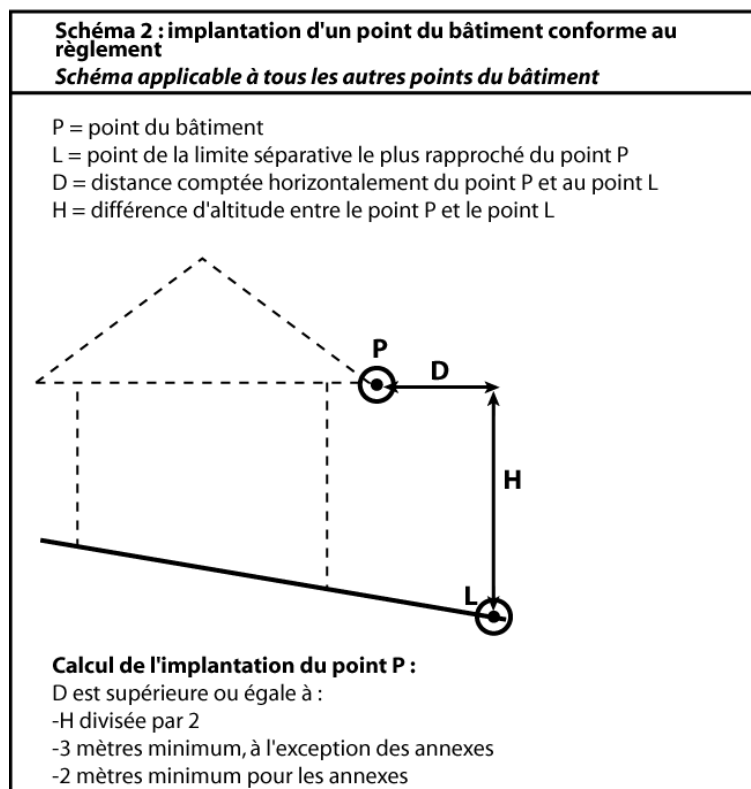 Schéma 2 : implantation d'un point du bâtiment conforme au
règlement
Schéma applicable à tous les autres points du bâtiment
P = point du bâtiment
L = point de la limite séparative le plus rapproché du point P
D = distance comptée horizontalement du point P et au point L
H = différence d'altitude entre le point P et le point L
P
D
H
L
Calcul de l'implantation du point P :
D est supérieure ou égale à :
-H divisée par 2
-3 mètres minimum, à l'exception des annexes
-2 mètres minimum pour les annexes